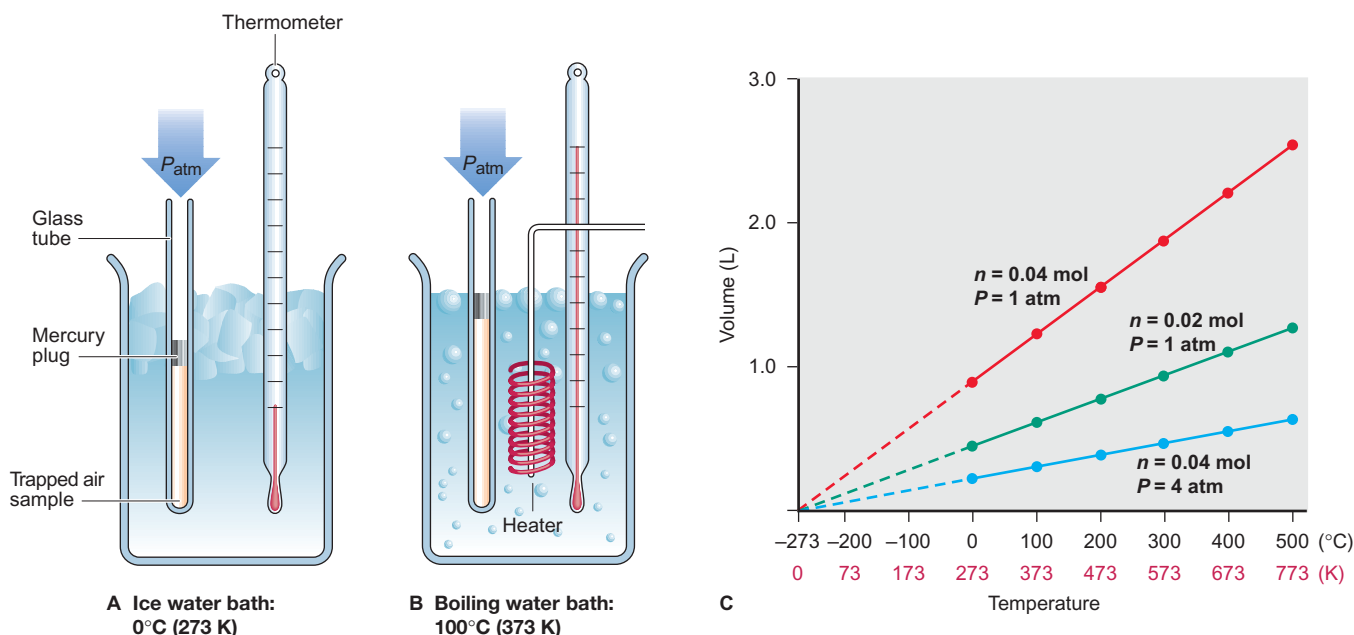 Thermometer
P_atm
Glass
tube
Mercury
plug
Trapped air
sample
A Ice water bath:
0°C (273 K)
P_atm
Heater
B Boiling water bath:
100°C (373 K)
3.0
2.0
1.0
Volume (L)
n = 0.04 mol
P = 1 atm
n = 0.02 mol
P = 1 atm
n = 0.04 mol
P = 4 atm
–273 –200 –100 0 100 200 300 400 500 (°C)
0 73 173 273 373 473 573 673 773 (K)
C
Temperature